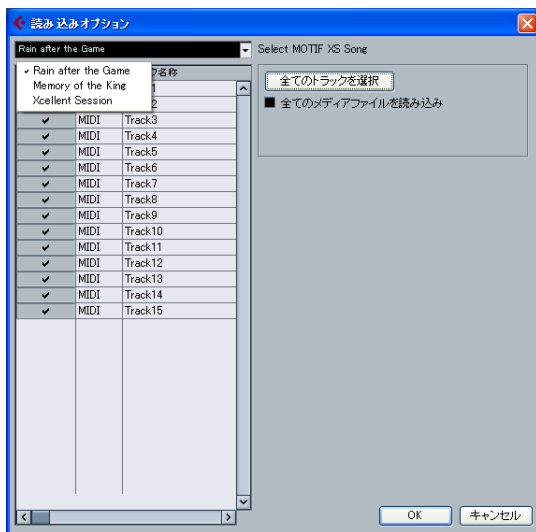 読み込みオプション
Rain after the Game
Select MOTIF XS Song
Rain after the Game
Memory of the King
Xcellent Session
ク名称
1
2
全てのトラックを選択
全てのメディアファイルを読み込み
MIDI Track3
MIDI Track4
MIDI Track5
MIDI Track6
MIDI Track7
MIDI Track8
MIDI Track9
MIDI Track10
MIDI Track11
MIDI Track12
MIDI Track13
MIDI Track14
MIDI Track15
OK キャンセル